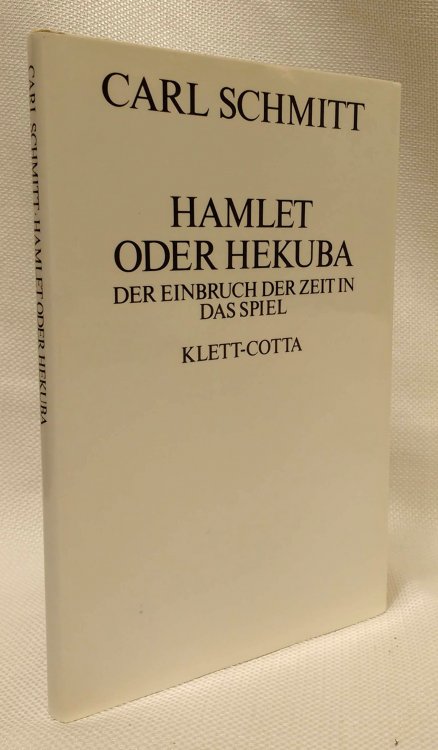 CARL SCHMITT
HAMLET
ODER HEKUBA
DER EINBRUCH DER ZEIT IN
DAS SPIEL
KLETT-COTTA
CARL SCHMITT · HAMLET ODER HEKUBA